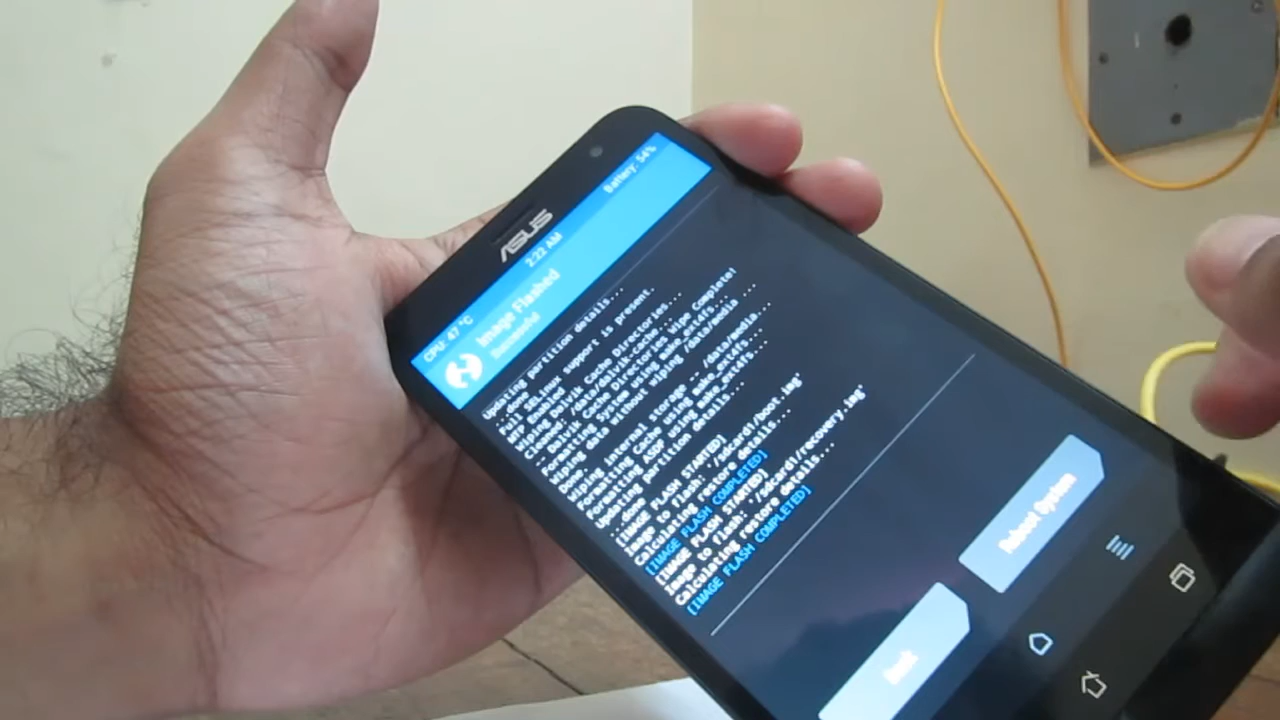 ASUS
CPU: 47 °C
2:22 AM
Battery: 54%
Image Flashed
Successful
Updating partition details...
...done
Full SELinux support is present.
MTP Enabled
Wiping Dalvik Cache Directories...
Cleaned: /data/dalvik-cache...
-- Dalvik Cache Directories Wipe Complete!
Formatting System using make_ext4fs...
Wiping data without wiping /data/media ...
Done.
Wiping internal storage -- /data/media...
Formatting Cache using make_ext4fs...
Formatting ASDF using make_ext4fs...
Updating partition details...
...done
[IMAGE FLASH STARTED]
Image to flash: '/sdcard1/boot.img'
Calculating restore details...
[IMAGE FLASH COMPLETED]
[IMAGE FLASH STARTED]
Image to flash: '/sdcard1/recovery.img'
Calculating restore details...
[IMAGE FLASH COMPLETED]
Back
Reboot System